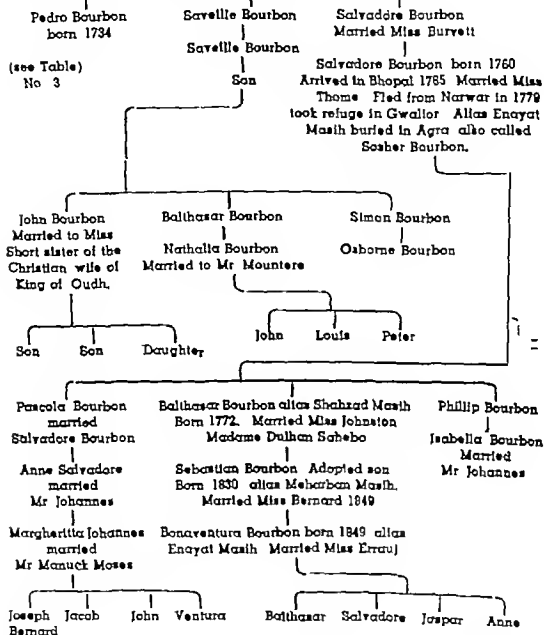 Pedro Bourbon
born 1734
(see Table)
No 3
Saveille Bourbon
Saveille Bourbon
Son
Salvadore Bourbon
Married Miss Burvett
Salvadore Bourbon born 1760
Arrived in Bhopal 1785 Married Miss
Thome Fled from Narwar in 1779
took refuge in Gwalior Alias Enayat
Masih buried in Agra also called
Sosher Bourbon.
John Bourbon
Married to Miss
Short sister of the
Christian wife of
King of Oudh.
Balthasar Bourbon
Nathalia Bourbon
Married to Mr Mountere
Simon Bourbon
Osborne Bourbon
Son
Son
Daughter
John
Louis
Peter
Pascola Bourbon
married
Salvadore Bourbon
Anne Salvadore
married
Mr Johannes
Margheritta Johannes
married
Mr Manuck Moses
Balthasar Bourbon alias Shahzad Masih
Born 1772. Married Miss Johnston
Madame Dulhan Sahebo
Sebastian Bourbon Adopted son
Born 1830 alias Meharban Masih.
Married Miss Bernard 1849
Bonaventura Bourbon born 1849 alias
Enayat Masih Married Miss Errauj
Phillip Bourbon
Isabella Bourbon
Married
Mr Johannes
Joseph
Bernard
Jacob
John
Ventura
Balthasar
Salvadore
Jaspar
Anne